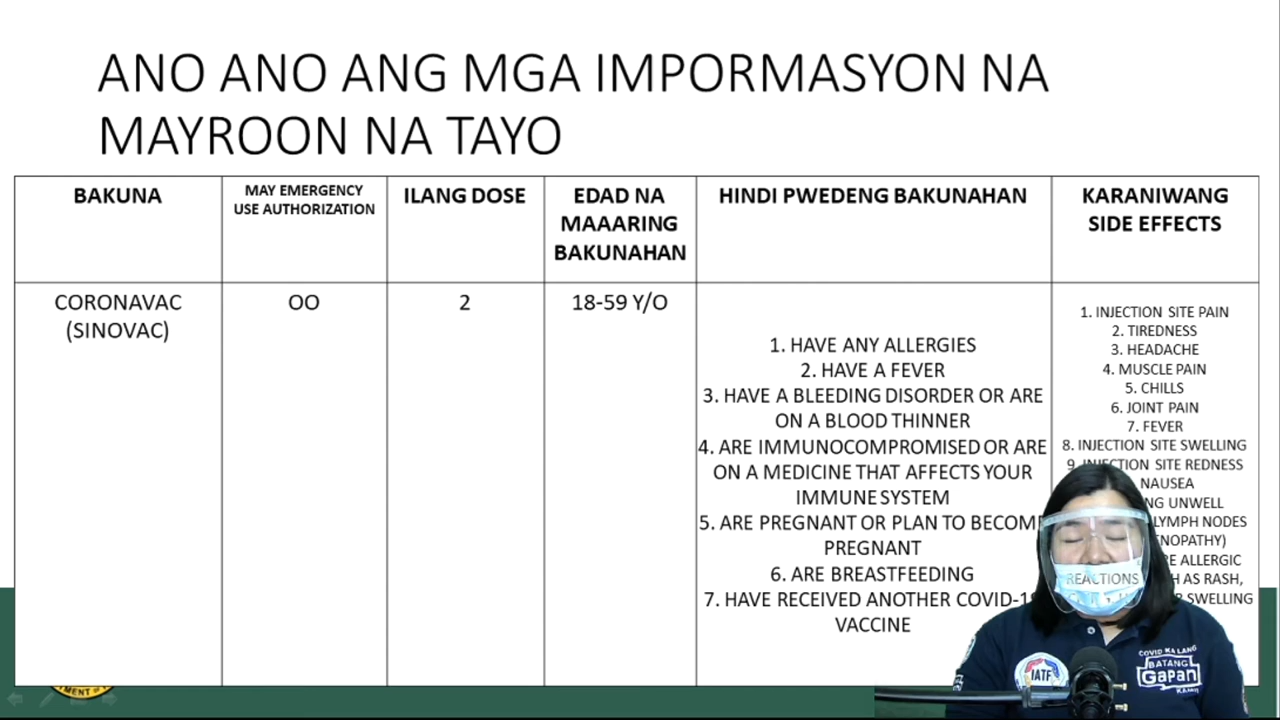 ANO ANO ANG MGA IMPORMASYON NA
MAYROON NA TAYO
BAKUNA
MAY EMERGENCY
USE AUTHORIZATION
ILANG DOSE
EDAD NA
MAAARING
BAKUNAHAN
HINDI PWEDENG BAKUNAHAN
KARANIWANG
SIDE EFFECTS
CORONAVAC
(SINOVAC)
OO
2
18-59 Y/O
1. HAVE ANY ALLERGIES
2. HAVE A FEVER
3. HAVE A BLEEDING DISORDER OR ARE
ON A BLOOD THINNER
4. ARE IMMUNOCOMPROMISED OR ARE
ON A MEDICINE THAT AFFECTS YOUR
IMMUNE SYSTEM
5. ARE PREGNANT OR PLAN TO BECOME
PREGNANT
6. ARE BREASTFEEDING
7. HAVE RECEIVED ANOTHER COVID-19
VACCINE
1. INJECTION SITE PAIN
2. TIREDNESS
3. HEADACHE
4. MUSCLE PAIN
5. CHILLS
6. JOINT PAIN
7. FEVER
8. INJECTION SITE SWELLING
9. INJECTION SITE REDNESS
NAUSEA
UNWELL
LYMPH NODES
ALLERGIC
REACTIONS
AS RASH,
SWELLING
IATF
COVID KA LANG
BATANG
Gapan
KAMI!